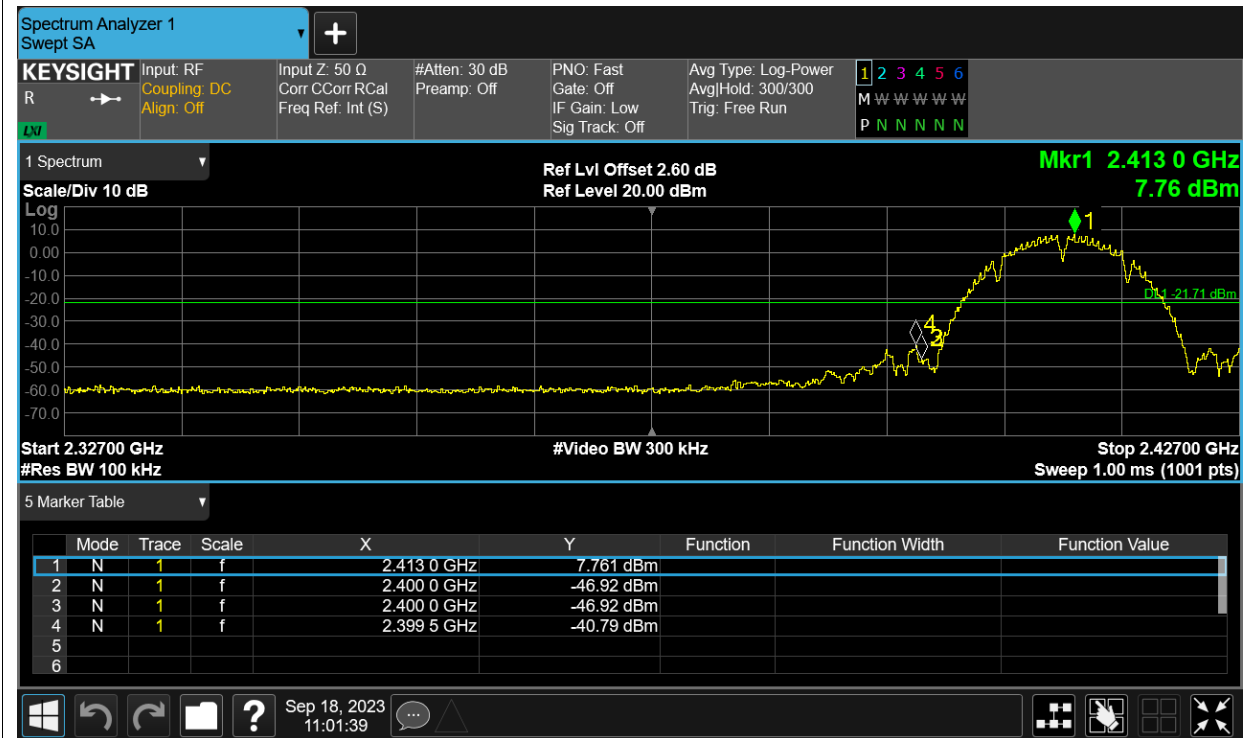 Spectrum Analyzer 1
Swept SA
+
KEYSIGHT Input: RF Input Z: 50 Ω #Atten: 30 dB PNO: Fast Avg Type: Log-Power 1 2 3 4 5 6
R Coupling: DC Corr CCorr RCal Preamp: Off Gate: Off Avg|Hold: 300/300 M W W W W W
Align: Off Freq Ref: Int (S) IF Gain: Low Trig: Free Run
LXI Sig Track: Off P N N N N N
1 Spectrum Ref Lvl Offset 2.60 dB Mkr1 2.413 0 GHz
Scale/Div 10 dB Ref Level 20.00 dBm 7.76 dBm
Log
1
10.0
0.00
-10.0
-20.0
DL1 -21.71 dBm
-30.0
4
-40.0
-50.0
-60.0
-70.0
Start 2.32700 GHz #Video BW 300 kHz Stop 2.42700 GHz
#Res BW 100 kHz Sweep 1.00 ms (1001 pts)
5 Marker Table
Mode Trace Scale X Y Function Function Width Function Value
1 N 1 f 2.413 0 GHz 7.761 dBm
2 N 1 f 2.400 0 GHz -46.92 dBm
3 N 1 f 2.400 0 GHz -46.92 dBm
4 N 1 f 2.399 5 GHz -40.79 dBm
5
6
? Sep 18, 2023
11:01:39